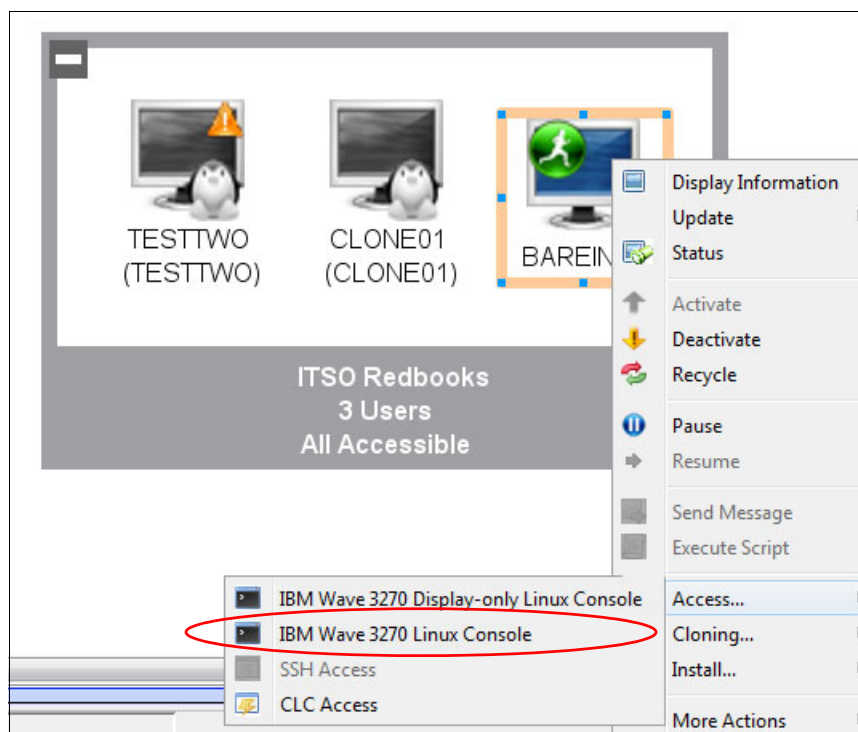 TESTTWO
(TESTTWO)
CLONE01
(CLONE01)
ITSO Redbooks
3 Users
All Accessible
Display Information
Update
Status
Activate
Deactivate
Recycle
Pause
Resume
Send Message
Execute Script
Access...
Cloning...
Install...
More Actions
IBM Wave 3270 Display-only Linux Console
IBM Wave 3270 Linux Console
SSH Access
CLC Access